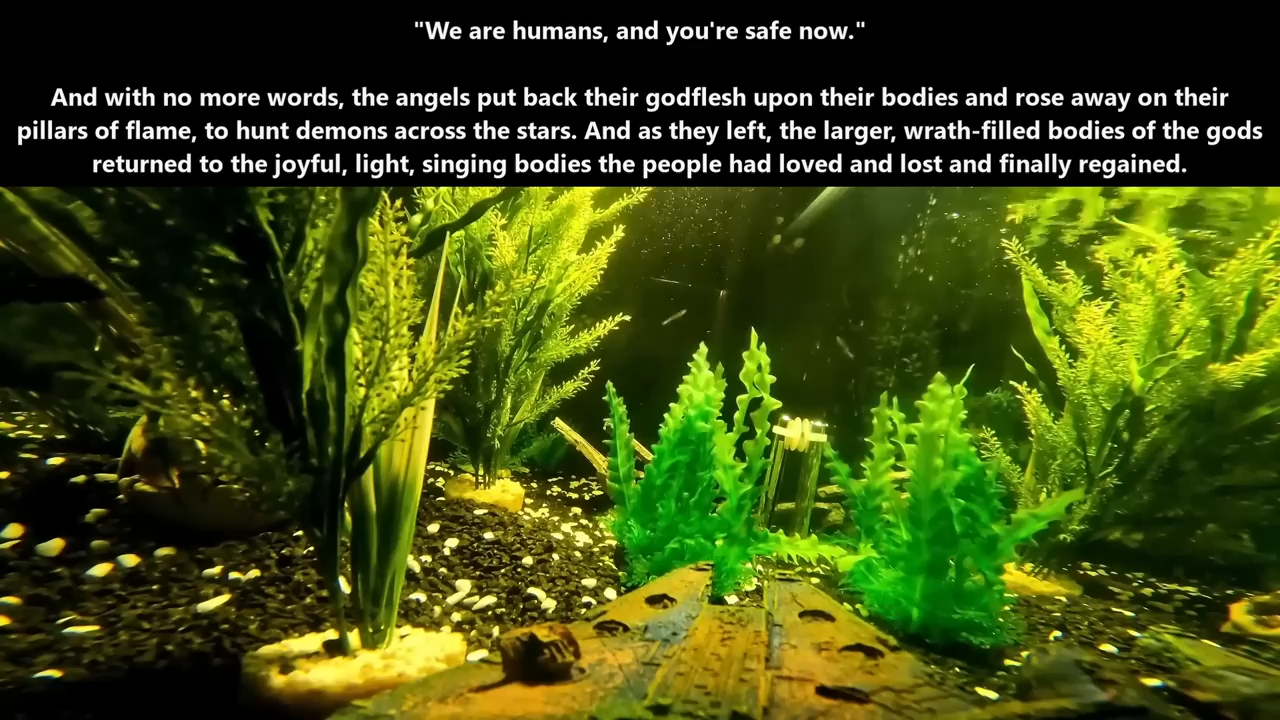 "We are humans, and you're safe now."
And with no more words, the angels put back their godflesh upon their bodies and rose away on their
pillars of flame, to hunt demons across the stars. And as they left, the larger, wrath-filled bodies of the gods
returned to the joyful, light, singing bodies the people had loved and lost and finally regained.